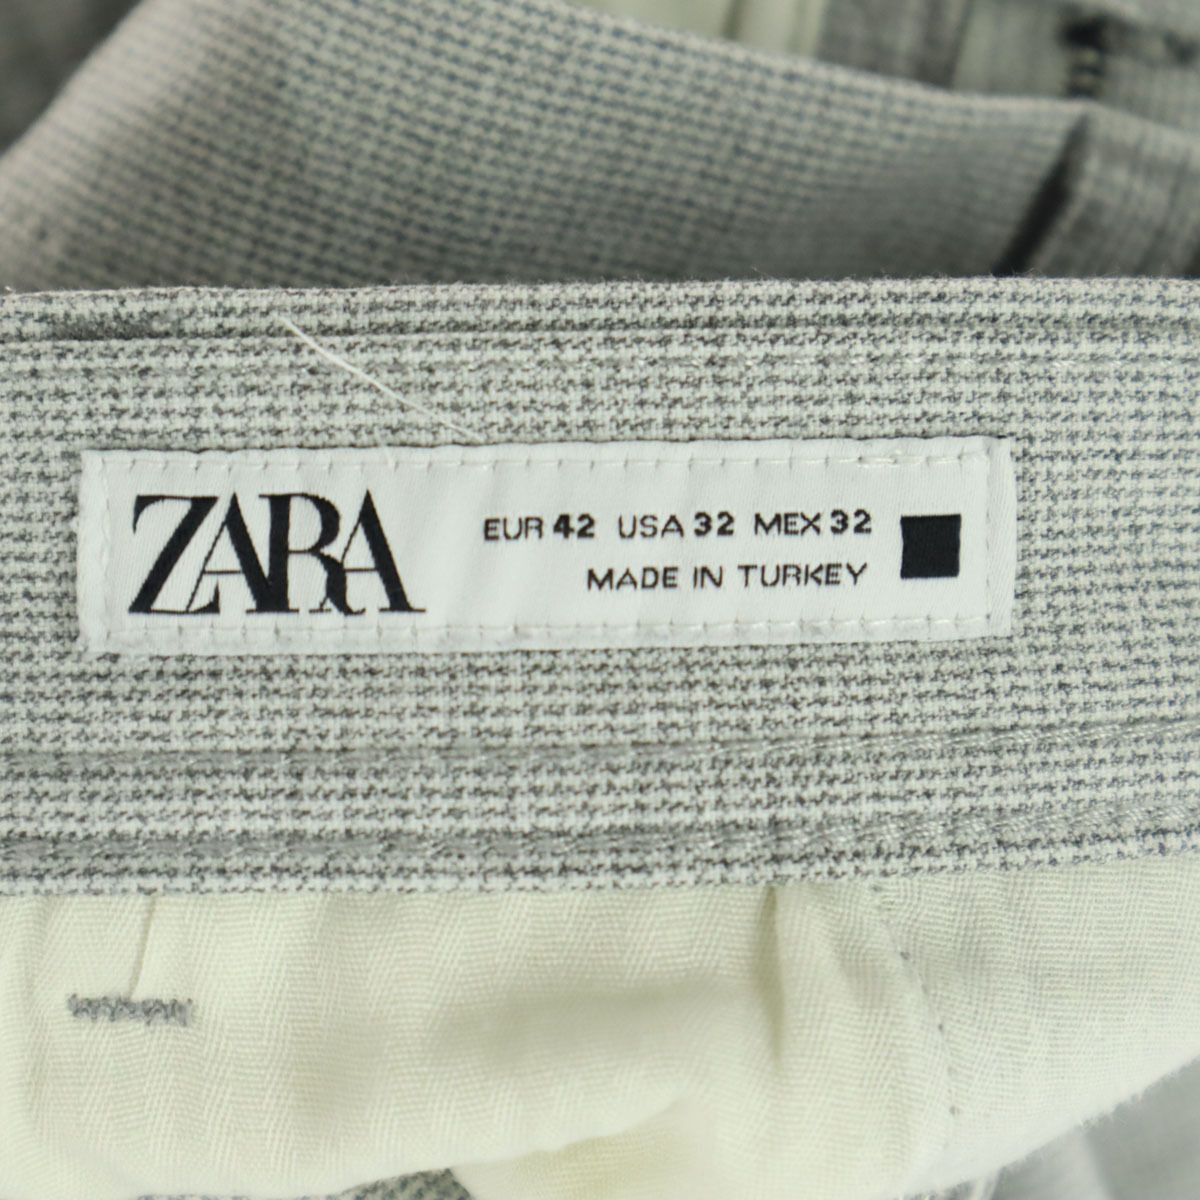 ZARA
EUR 42 USA 32 MEX 32
MADE IN TURKEY